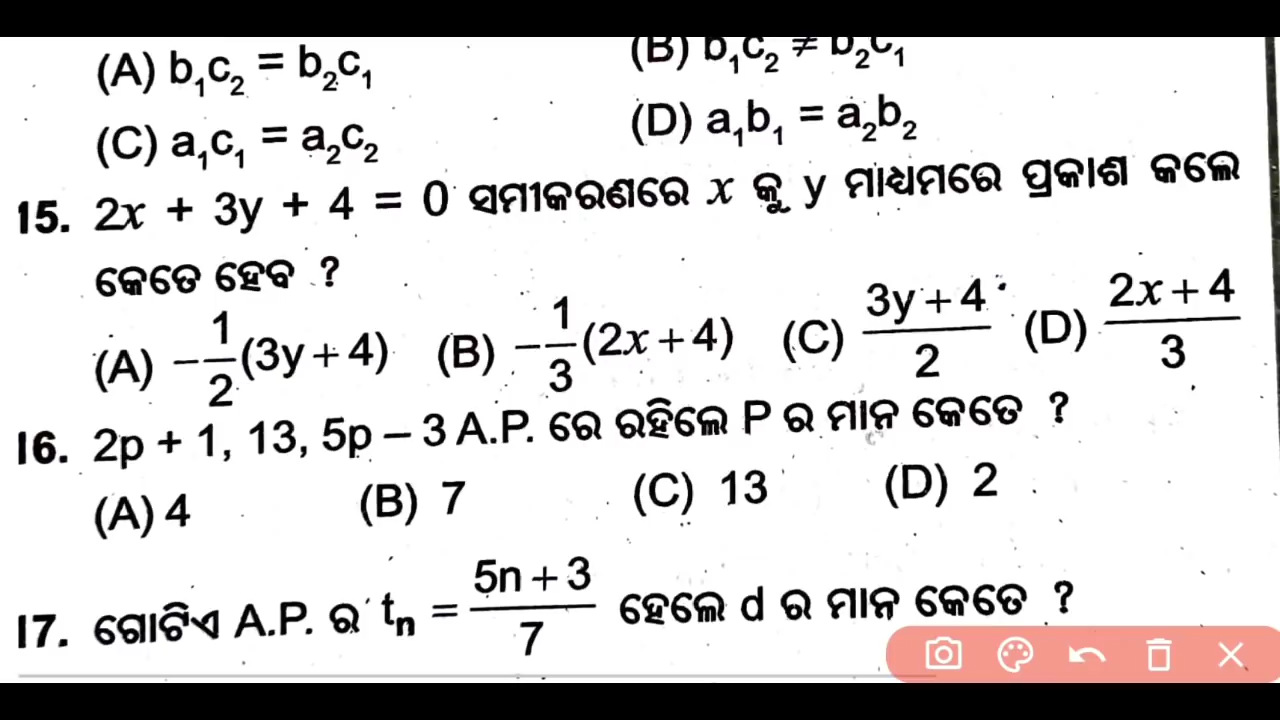 (A) b₁c₂ = b₂c₁ (B) b₁c₂ ≠ b₂c₁
(C) a₁c₁ = a₂c₂ (D) a₁b₁ = a₂b₂
15. 2x + 3y + 4 = 0 ସମୀକରଣରେ x କୁ y ମାଧ୍ୟମରେ ପ୍ରକାଶ କଲେ
କେତେ ହେବ ?
(A) −1/2(3y + 4) (B) −1/3(2x + 4) (C) (3y + 4)/2 (D) (2x + 4)/3
16. 2p + 1, 13, 5p – 3 A.P. ରେ ରହିଲେ P ର ମାନ କେତେ ?
(A) 4 (B) 7 (C) 13 (D) 2
17. ଗୋଟିଏ A.P. ର tₙ = (5n + 3)/7 ହେଲେ d ର ମାନ କେତେ ?